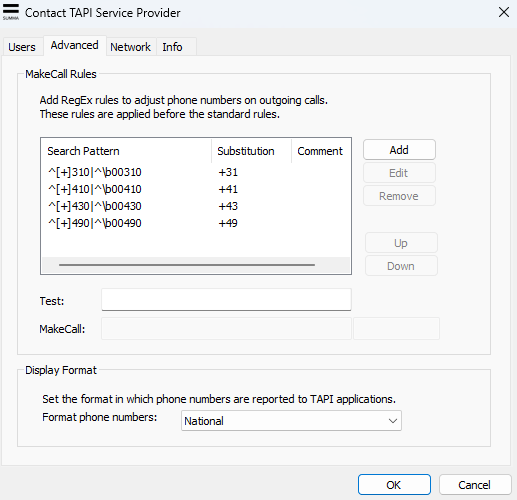 Contact TAPI Service Provider
SUMMA
Users Advanced Network Info
MakeCall Rules
Add RegEx rules to adjust phone numbers on outgoing calls.
These rules are applied before the standard rules.
Search Pattern Substitution Comment
^[+]310|^\b00310 +31
^[+]410|^\b00410 +41
^[+]430|^\b00430 +43
^[+]490|^\b00490 +49
Add
Edit
Remove
Up
Down
Test:
MakeCall:
Display Format
Set the format in which phone numbers are reported to TAPI applications.
Format phone numbers: National
OK Cancel